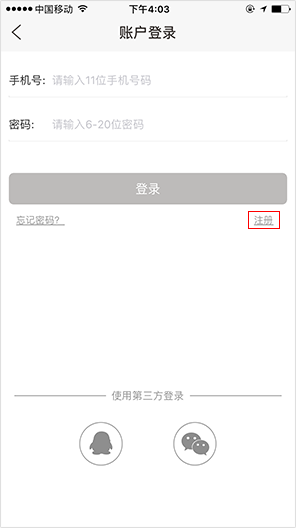 中国移动 下午4:03
账户登录
手机号: 请输入11位手机号码
密码: 请输入6-20位密码
登录
忘记密码? 注册
使用第三方登录